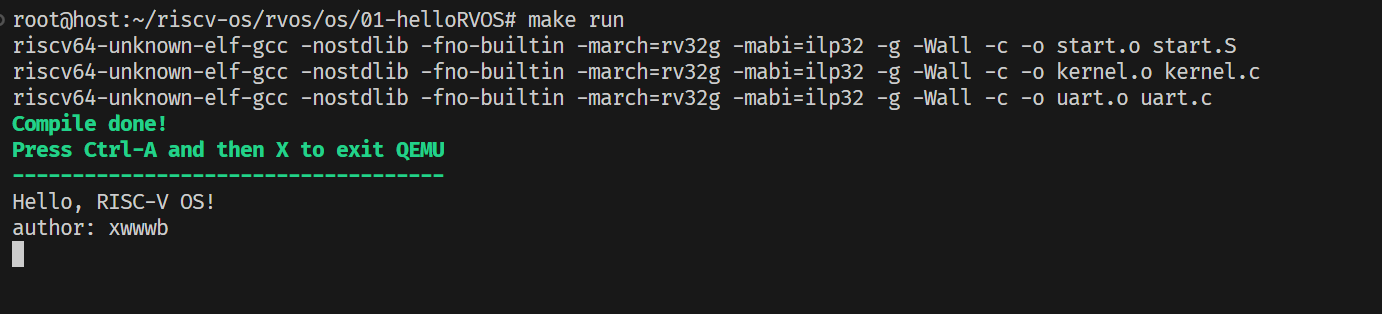 root@host:~/riscv-os/rvos/os/01-helloRVOS# make run
riscv64-unknown-elf-gcc -nostdlib -fno-builtin -march=rv32g -mabi=ilp32 -g -Wall -c -o start.o start.S
riscv64-unknown-elf-gcc -nostdlib -fno-builtin -march=rv32g -mabi=ilp32 -g -Wall -c -o kernel.o kernel.c
riscv64-unknown-elf-gcc -nostdlib -fno-builtin -march=rv32g -mabi=ilp32 -g -Wall -c -o uart.o uart.c
Compile done!
Press Ctrl-A and then X to exit QEMU
------------------------------------
Hello, RISC-V OS!
author: xwwwb